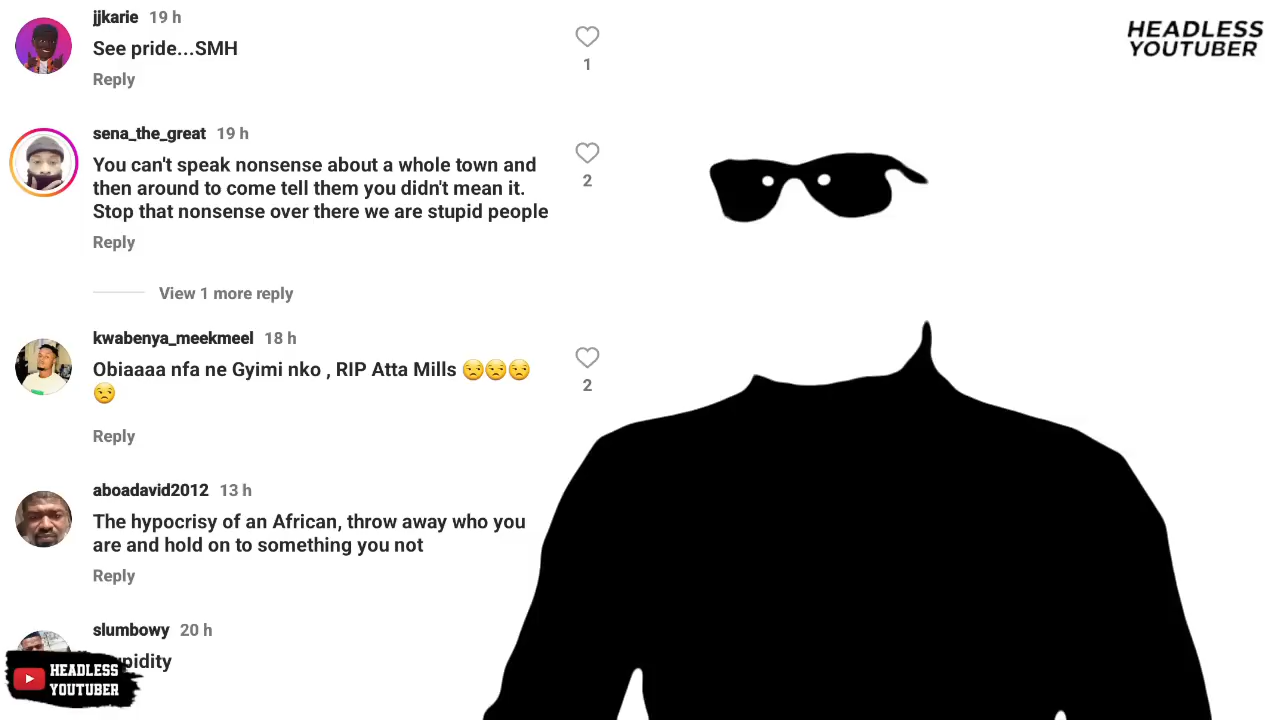 jjkarie 19 h
See pride...SMH
1
Reply
sena_the_great 19 h
You can't speak nonsense about a whole town and
then around to come tell them you didn't mean it.
Stop that nonsense over there we are stupid people
2
Reply
View 1 more reply
kwabenya_meekmeel 18 h
Obiaaaa nfa ne Gyimi nko , RIP Atta Mills 😒😒😒
😒
2
Reply
aboadavid2012 13 h
The hypocrisy of an African, throw away who you
are and hold on to something you not
Reply
slumbowy 20 h
pidity
HEADLESS
YOUTUBER
HEADLESS
YOUTUBER